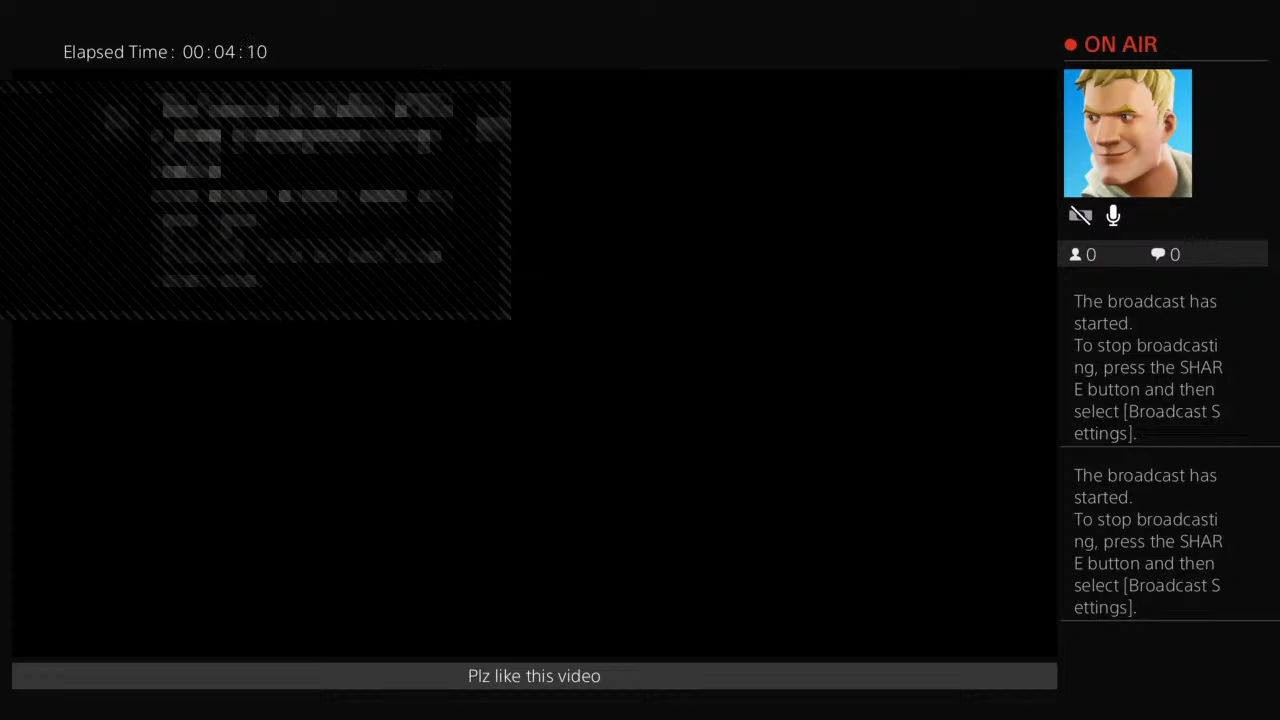 Elapsed Time: 00:04:10
ON AIR
0 0
The broadcast has
started.
To stop broadcasti
ng, press the SHAR
E button and then
select [Broadcast S
ettings].
The broadcast has
started.
To stop broadcasti
ng, press the SHAR
E button and then
select [Broadcast S
ettings].
Plz like this video